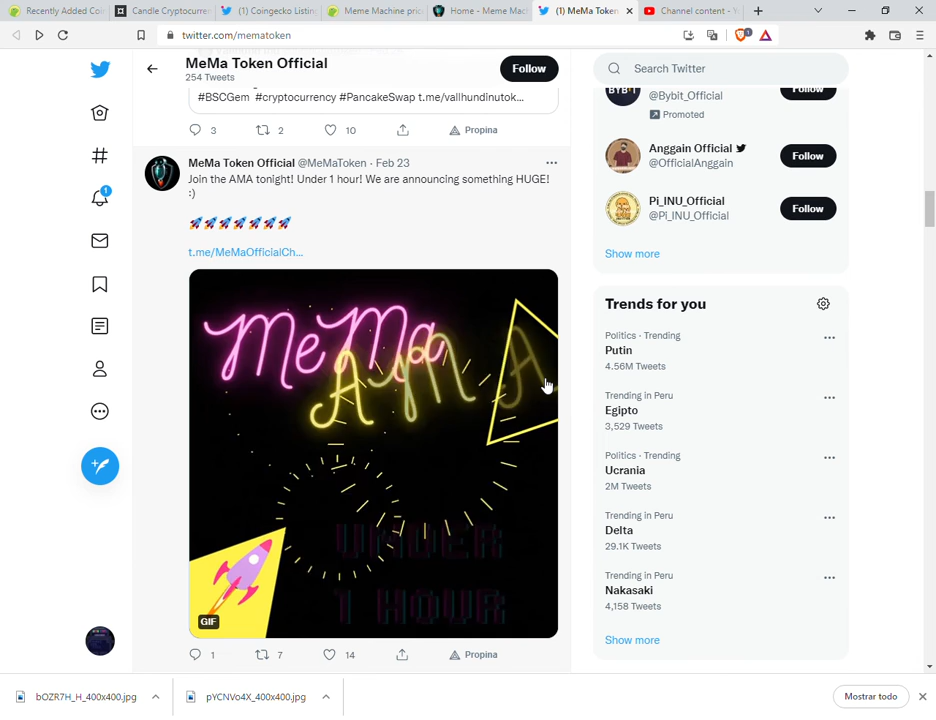 Recently Added Coi
Candle Cryptocurre
(1) Coingecko Listing
Meme Machine pric
Home - Meme Mac
(1) MeMa Token
Channel content - Y
twitter.com/mematoken
MeMa Token Official
254 Tweets
Follow
Search Twitter
#BSCGem #cryptocurrency #PancakeSwap t.me/vallhundinutok...
3
2
10
Propina
MeMa Token Official @MeMaToken · Feb 23
Join the AMA tonight! Under 1 hour! We are announcing something HUGE!
:)
🚀🚀🚀🚀🚀🚀🚀
t.me/MeMaOfficialCh...
MeMa
AMA
UNDER
1 HOUR
GIF
1
7
14
Propina
BYBIT
@Bybit_Official
Promoted
Follow
Anggain Official
@OfficialAnggain
Follow
Pi_INU_Official
@Pi_INU_Official
Follow
Show more
Trends for you
Politics · Trending
Putin
4.56M Tweets
Trending in Peru
Egipto
3,529 Tweets
Politics · Trending
Ucrania
2M Tweets
Trending in Peru
Delta
29.1K Tweets
Trending in Peru
Nakasaki
4,158 Tweets
Show more
bOZR7H_H_400x400.jpg
pYCNVo4X_400x400.jpg
Mostrar todo